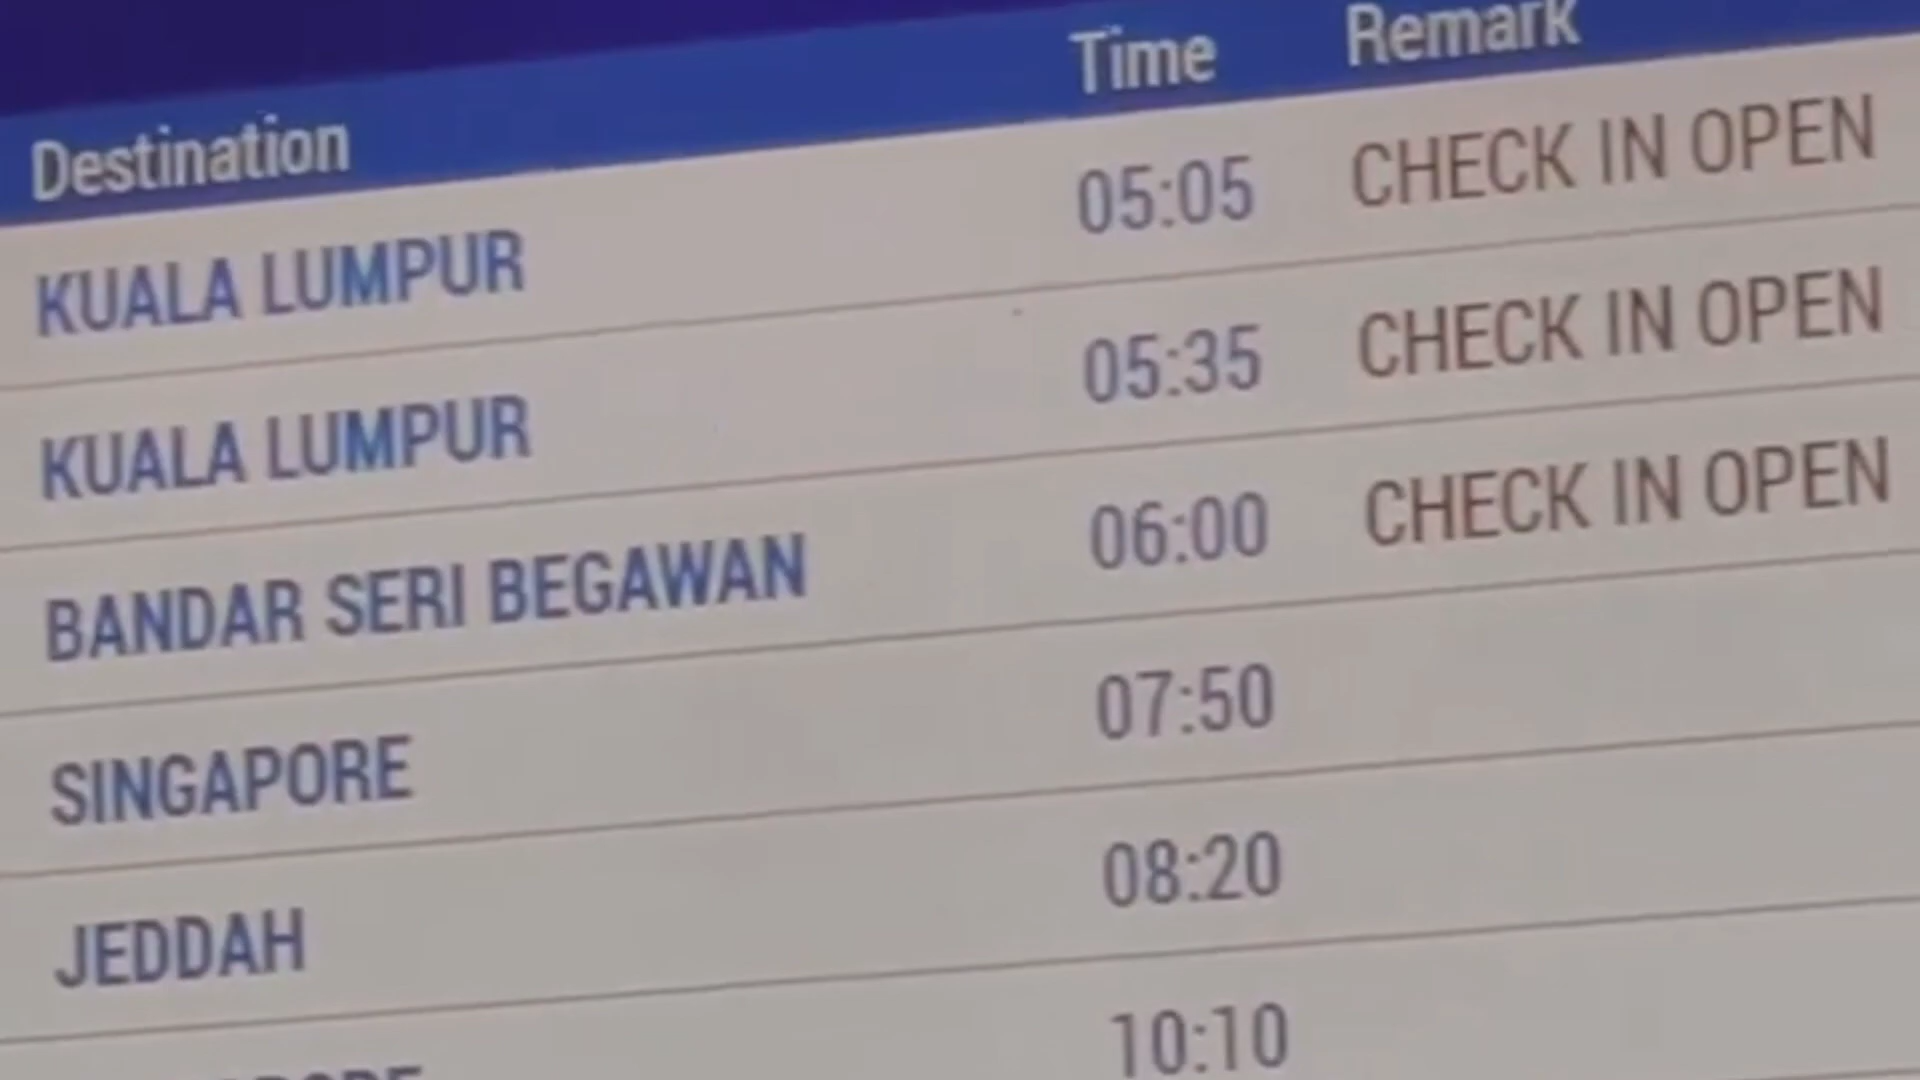 Destination Time Remark
KUALA LUMPUR 05:05 CHECK IN OPEN
KUALA LUMPUR 05:35 CHECK IN OPEN
BANDAR SERI BEGAWAN 06:00 CHECK IN OPEN
SINGAPORE 07:50
JEDDAH 08:20
10:10